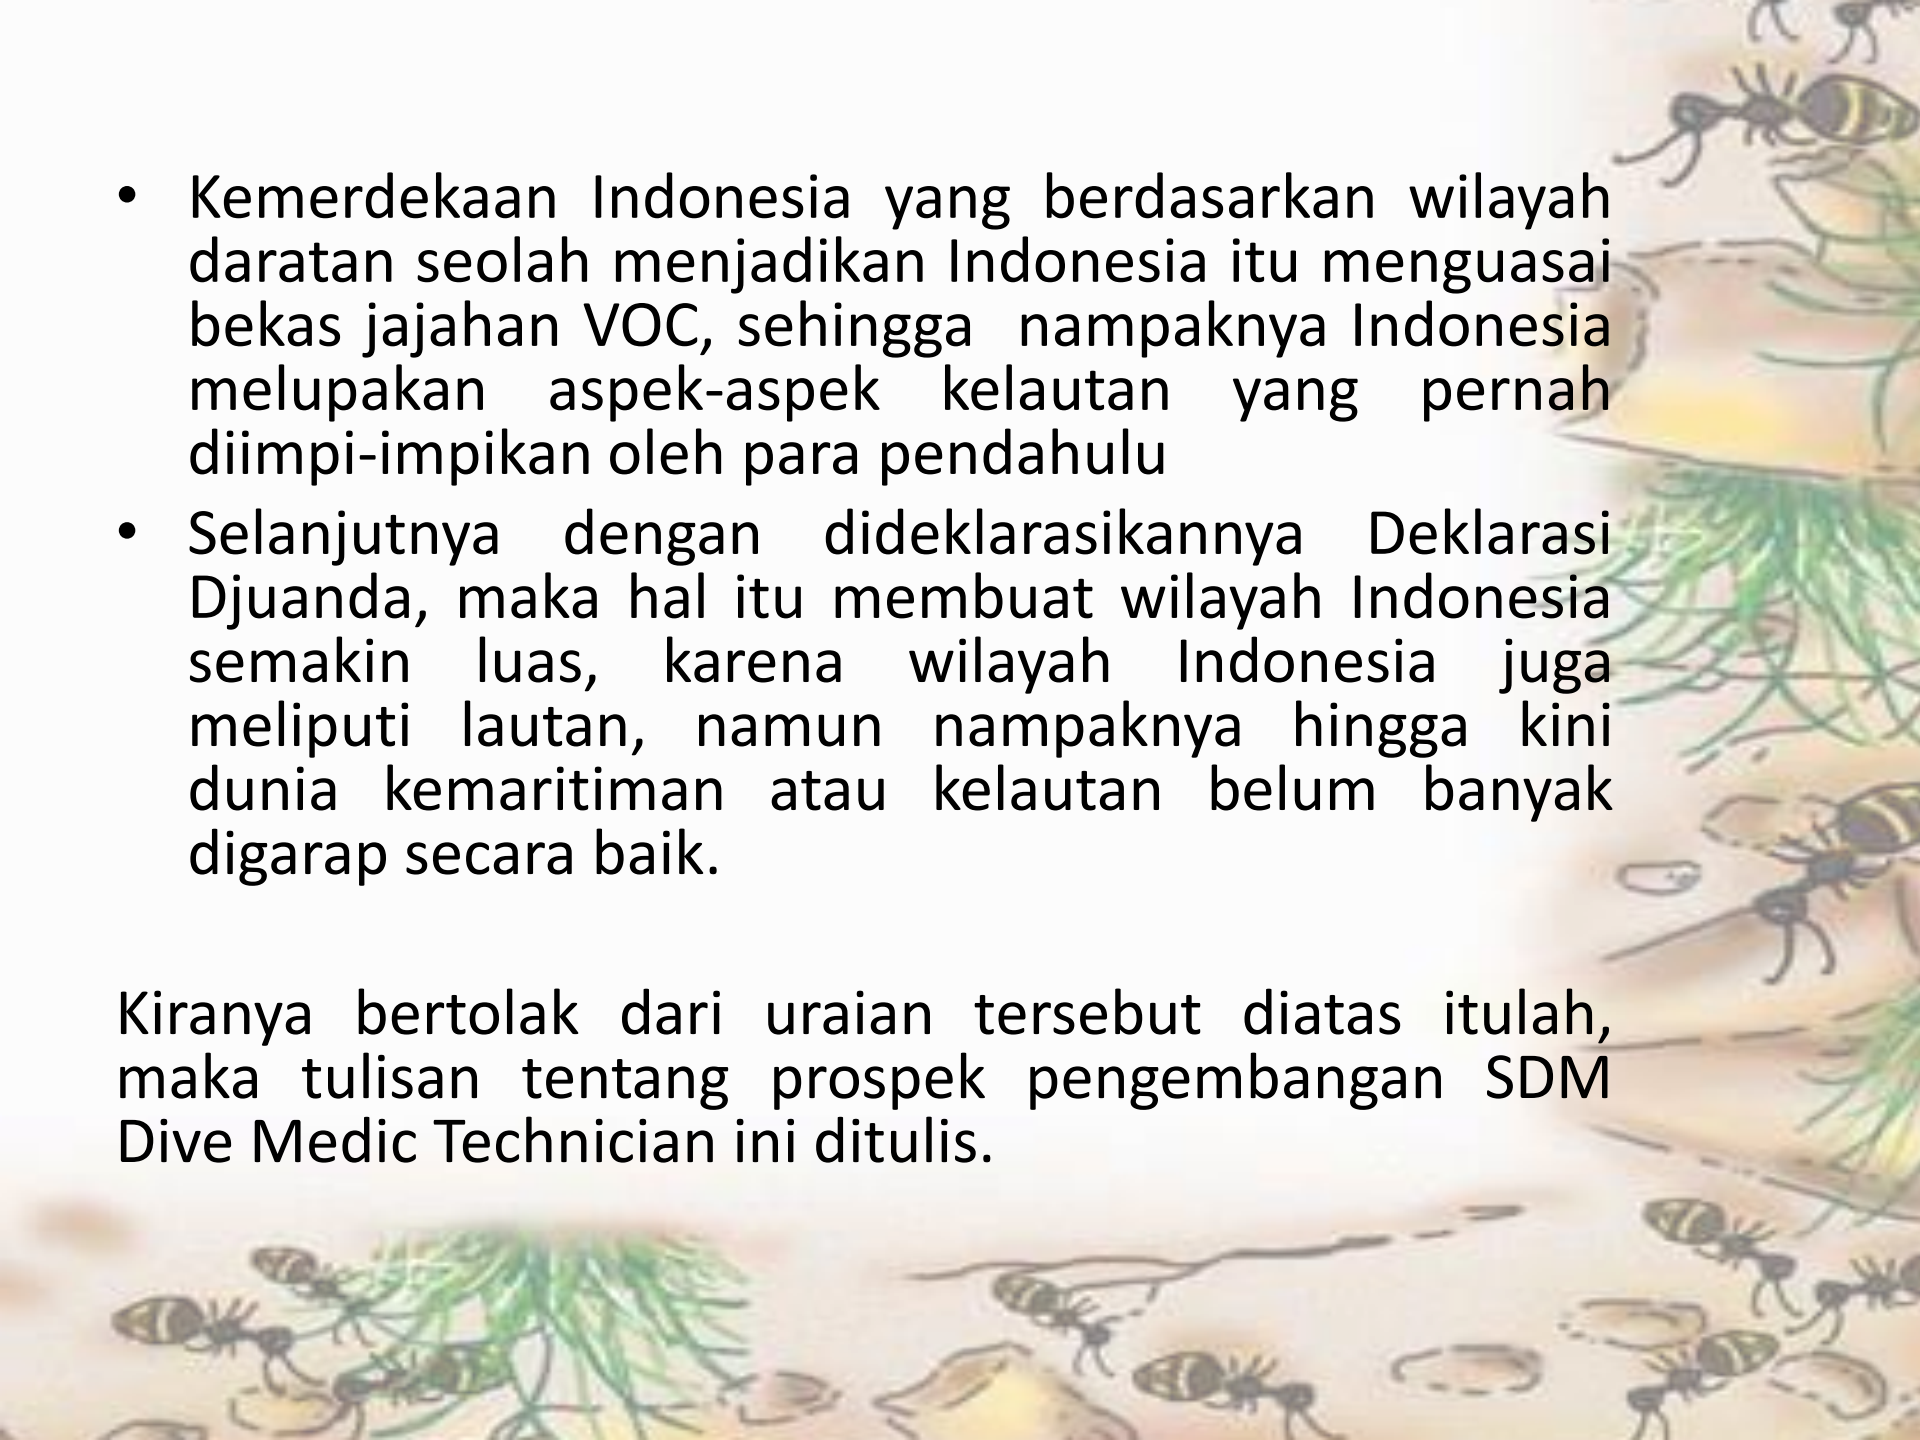 • Kemerdekaan Indonesia yang berdasarkan wilayah
daratan seolah menjadikan Indonesia itu menguasai
bekas jajahan VOC, sehingga  nampaknya Indonesia
melupakan aspek-aspek kelautan yang pernah
diimpi-impikan oleh para pendahulu
• Selanjutnya dengan dideklarasikannya Deklarasi
Djuanda, maka hal itu membuat wilayah Indonesia
semakin luas, karena wilayah Indonesia juga
meliputi lautan, namun nampaknya hingga kini
dunia kemaritiman atau kelautan belum banyak
digarap secara baik.
Kiranya bertolak dari uraian tersebut diatas itulah,
maka tulisan tentang prospek pengembangan SDM
Dive Medic Technician ini ditulis.